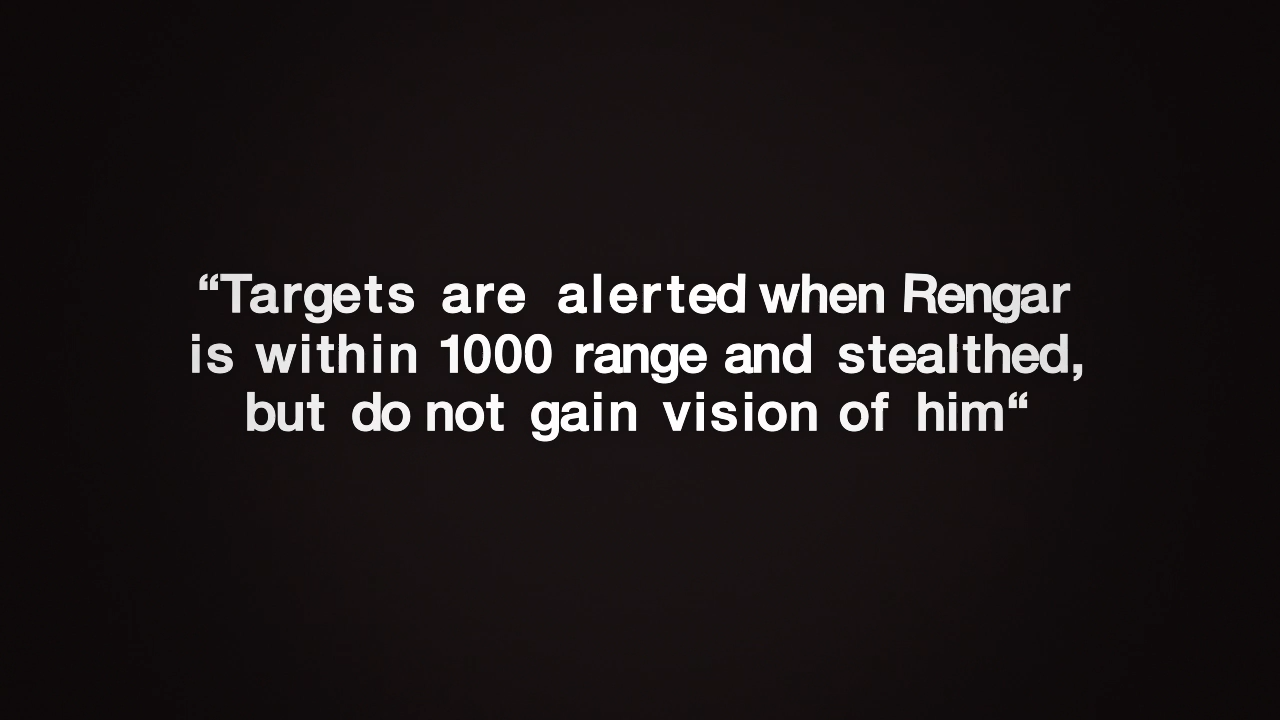 “Targets are alerted when Rengar
is within 1000 range and stealthed,
but do not gain vision of him“